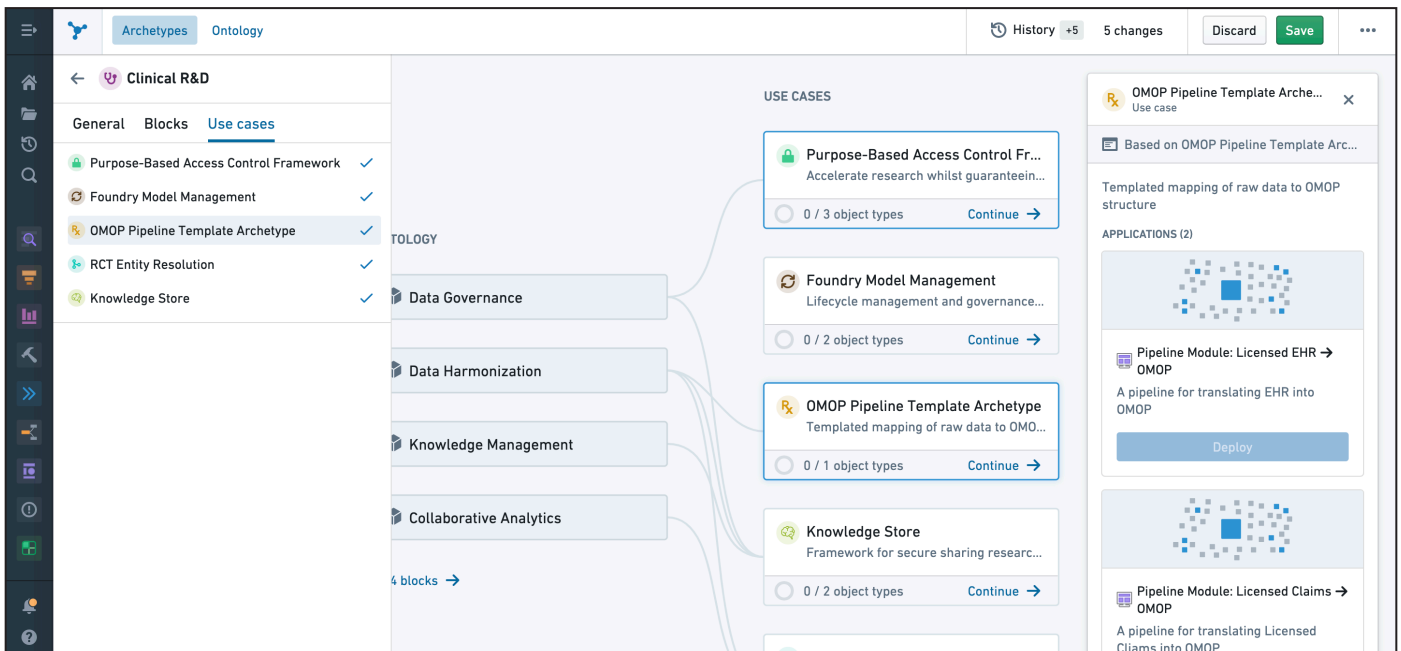 Archetypes
Ontology
History +5
5 changes
Discard
Save
Clinical R&D
General
Blocks
Use cases
Purpose-Based Access Control Framework
Foundry Model Management
OMOP Pipeline Template Archetype
RCT Entity Resolution
Knowledge Store
TOLOGY
Data Governance
Data Harmonization
Knowledge Management
Collaborative Analytics
4 blocks →
USE CASES
Purpose-Based Access Control Fr...
Accelerate research whilst guaranteein...
0 / 3 object types
Continue →
Foundry Model Management
Lifecycle management and governance...
0 / 2 object types
Continue →
OMOP Pipeline Template Archetype
Templated mapping of raw data to OMO...
0 / 1 object types
Continue →
Knowledge Store
Framework for secure sharing researc...
0 / 2 object types
Continue →
OMOP Pipeline Template Arche...
Use case
Based on OMOP Pipeline Template Arc...
Templated mapping of raw data to OMOP
structure
APPLICATIONS (2)
Pipeline Module: Licensed EHR →
OMOP
A pipeline for translating EHR into
OMOP
Deploy
Pipeline Module: Licensed Claims →
OMOP
A pipeline for translating Licensed
Claims into OMOP